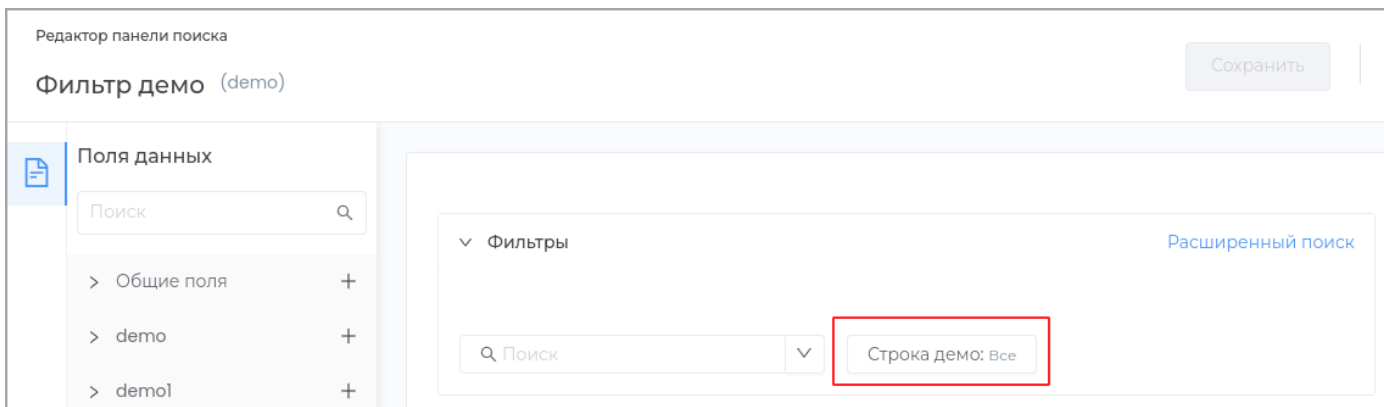 Редактор панели поиска
Сохранить
Фильтр демо (demo)
Поля данных
Поиск
Фильтры
Расширенный поиск
Общие поля
demo
Поиск
Строка демо: Все
demo1